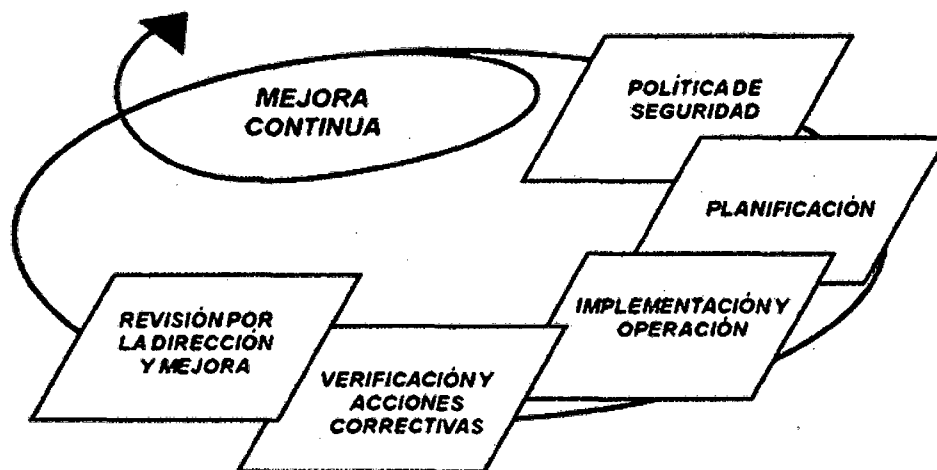 MEJORA
CONTINUA
POLÍTICA DE
SEGURIDAD
PLANIFICACIÓN
IMPLEMENTACIÓN Y
OPERACIÓN
VERIFICACIÓN Y
ACCIONES
CORRECTIVAS
REVISIÓN POR
LA DIRECCIÓN
Y MEJORA